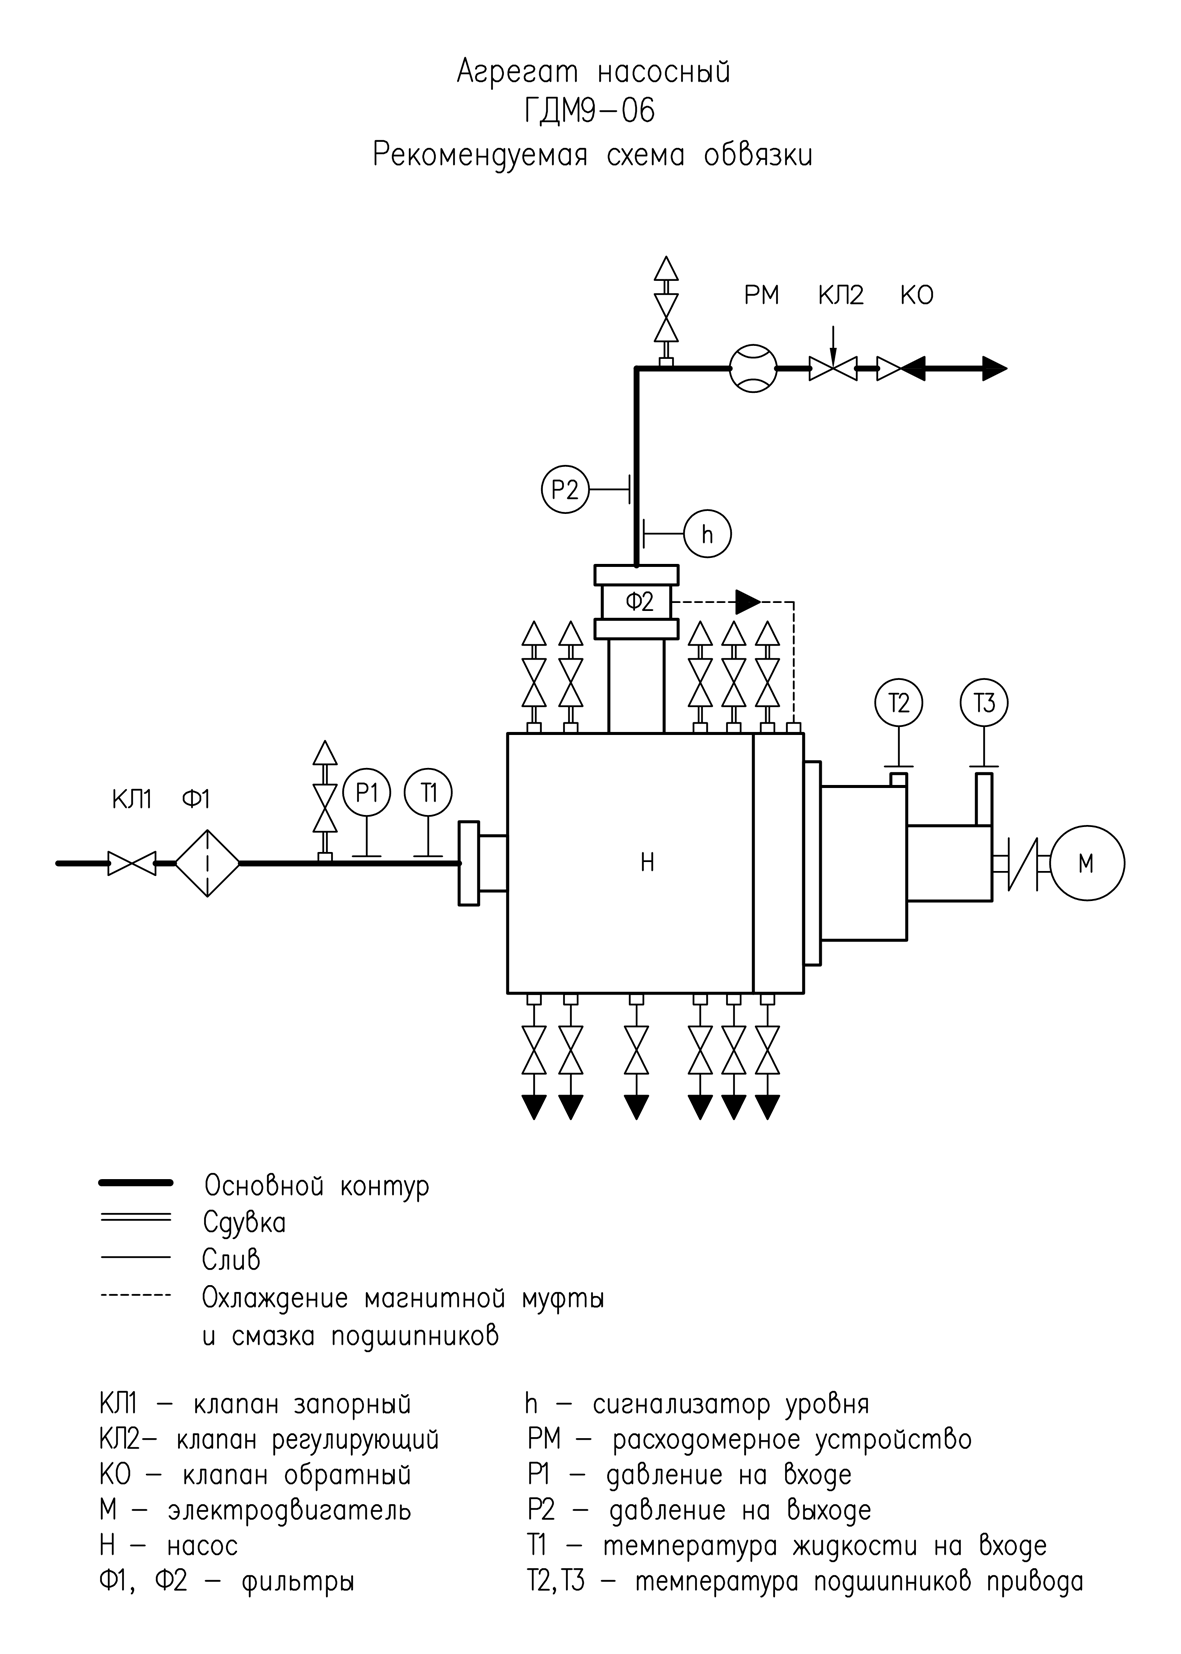 Агрегат насосный
ГДМ9-06
Рекомендуемая схема обвязки
РМ КЛ2 КО
Р2
h
Ф2
Т2 Т3
КЛ1 Ф1 Р1 Т1
Н
М
Основной контур
Сдувка
Слив
Охлаждение магнитной муфты
и смазка подшипников
КЛ1 – клапан запорный
КЛ2– клапан регулирующий
КО – клапан обратный
М – электродвигатель
Н – насос
Ф1, Ф2 – фильтры
h – сигнализатор уровня
РМ – расходомерное устройство
Р1 – давление на входе
Р2 – давление на выходе
Т1 – температура жидкости на входе
Т2,Т3 – температура подшипников привода